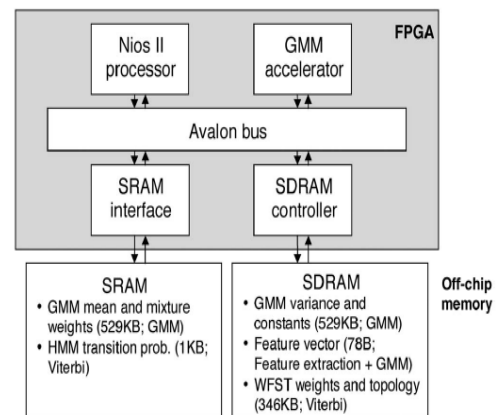 FPGA
Nios II
processor
GMM
accelerator
Avalon bus
SRAM
interface
SDRAM
controller
Off-chip
memory
SRAM
• GMM mean and mixture
weights (529KB; GMM)
• HMM transition prob. (1KB;
Viterbi)
SDRAM
• GMM variance and
constants (529KB; GMM)
• Feature vector (78B;
Feature extraction + GMM)
• WFST weights and topology
(346KB; Viterbi)